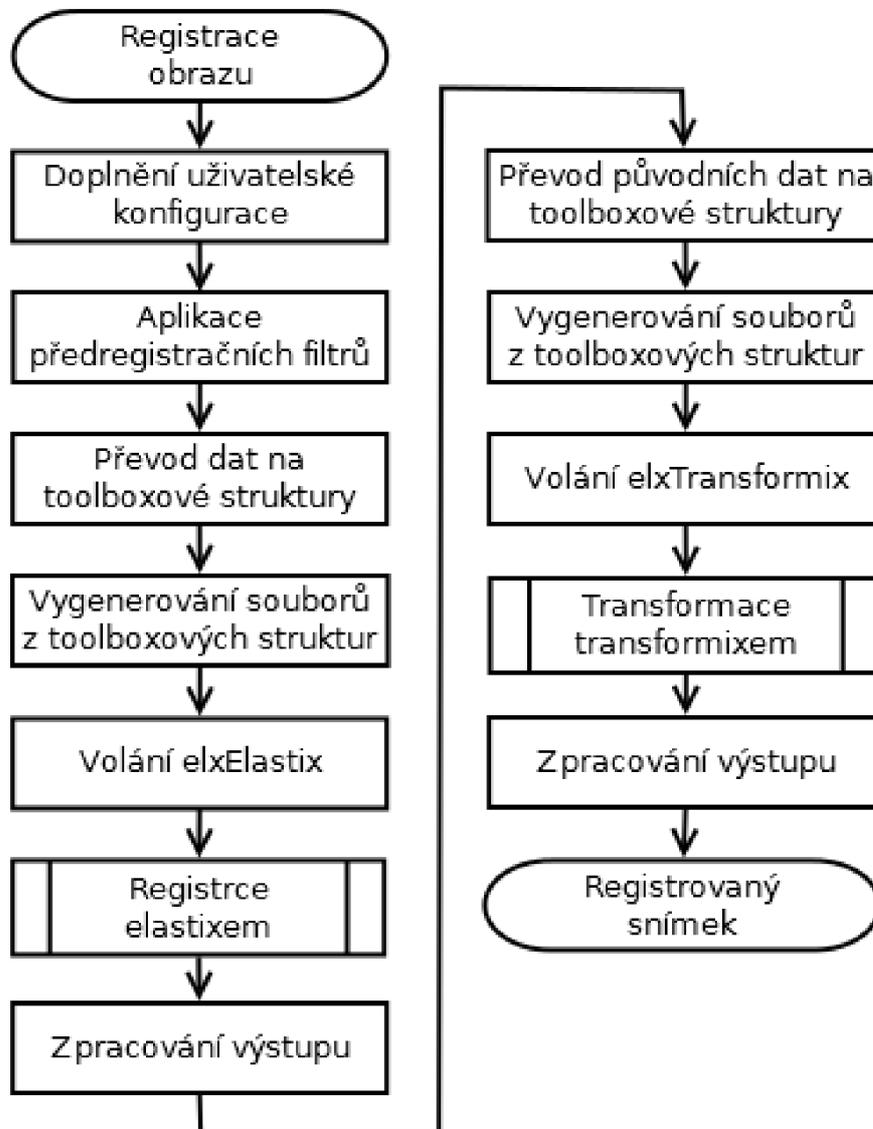 Registrace
obrazu
Doplnění uživatelské
konfigurace
Aplikace
předregistračních filtrů
Převod dat na
toolboxové struktury
Vygenerování souborů
z toolboxových struktur
Volání elxElastix
Registrce
elastixem
Zpracování výstupu
Převod původních dat na
toolboxové struktury
Vygenerování souborů
z toolboxových struktur
Volání elxTransformix
Transformace
transformixem
Zpracování výstupu
Registrovaný
snímek